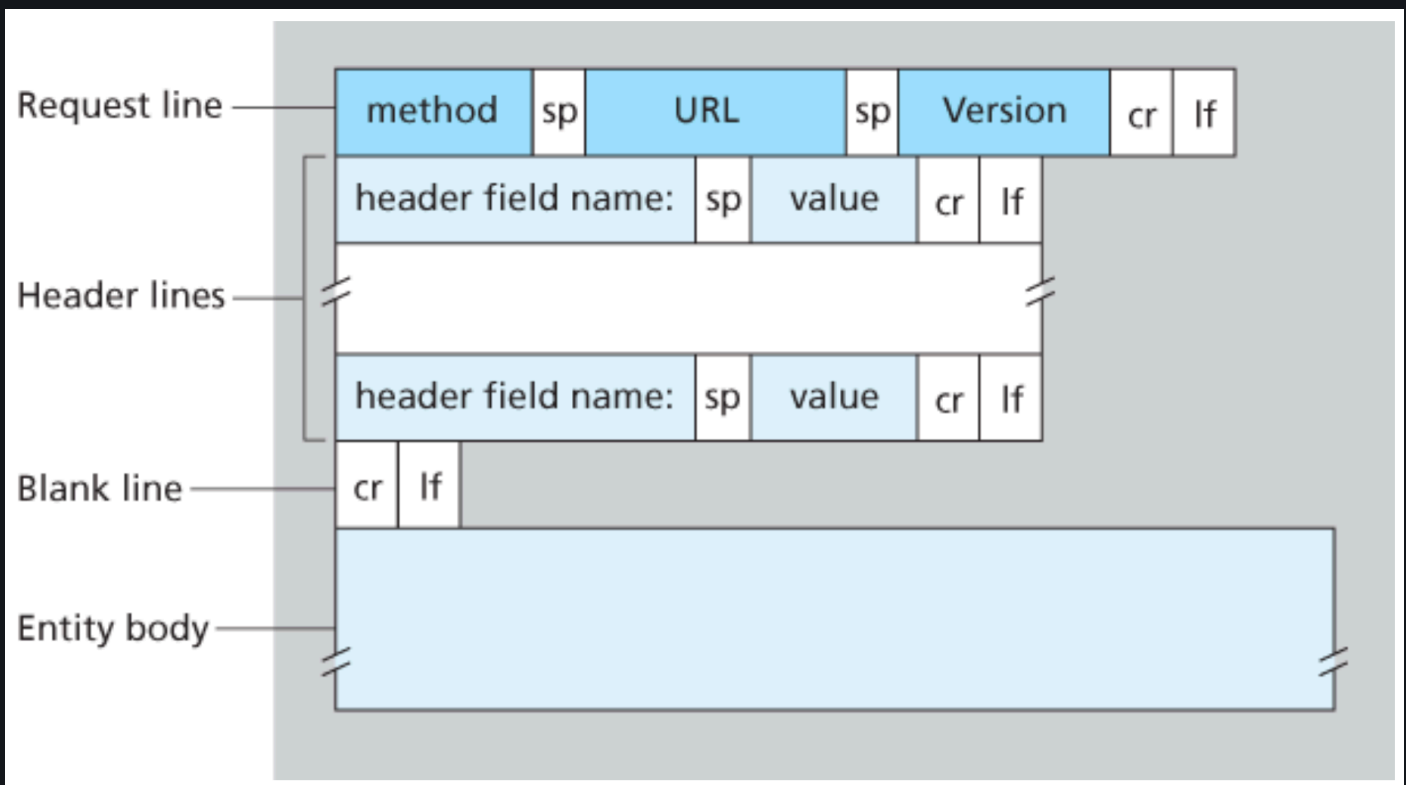 Request line method sp URL sp Version cr lf
header field name: sp value cr lf
Header lines
header field name: sp value cr lf
Blank line cr lf
Entity body